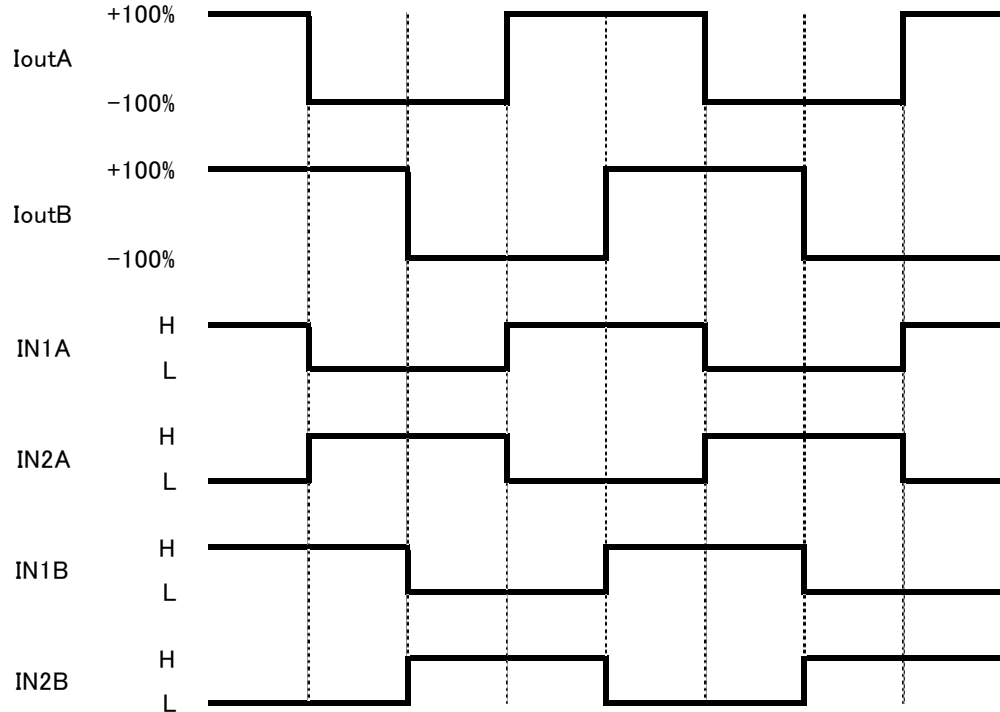 +100%
IoutA
-100%
+100%
IoutB
-100%
H
IN1A
L
H
IN2A
L
H
IN1B
L
H
IN2B
L